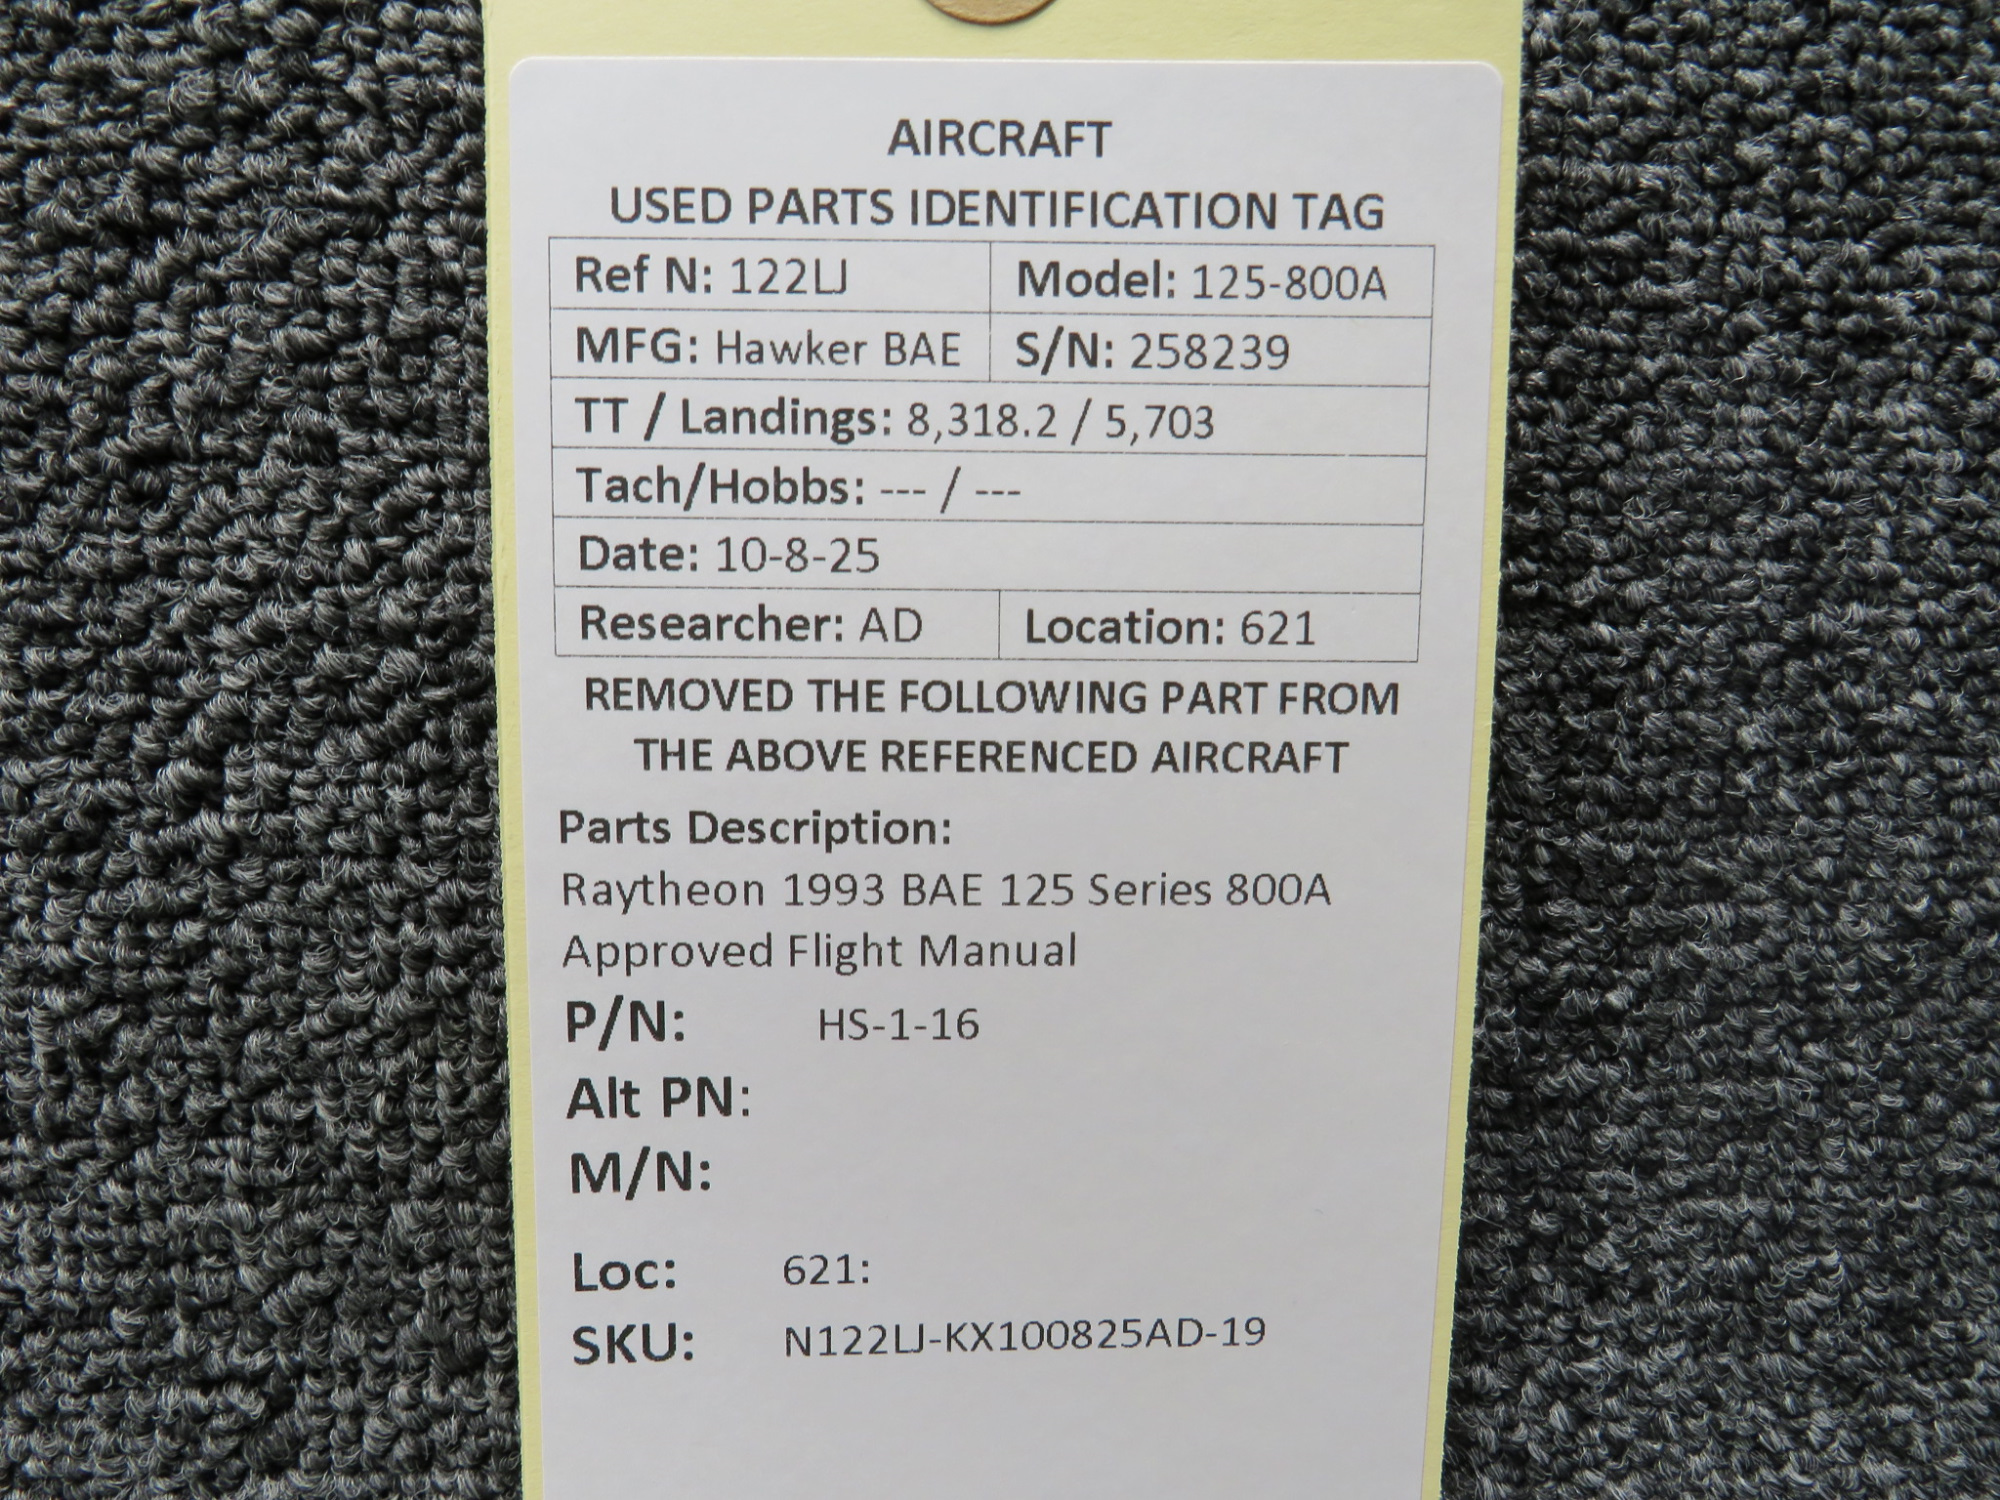 AIRCRAFT
USED PARTS IDENTIFICATION TAG
Ref N: 122LJ Model: 125-800A
MFG: Hawker BAE S/N: 258239
TT / Landings: 8,318.2 / 5,703
Tach/Hobbs: --- / ---
Date: 10-8-25
Researcher: AD Location: 621
REMOVED THE FOLLOWING PART FROM
THE ABOVE REFERENCED AIRCRAFT
Parts Description:
Raytheon 1993 BAE 125 Series 800A
Approved Flight Manual
P/N: HS-1-16
Alt PN:
M/N:
Loc: 621:
SKU: N122LJ-KX100825AD-19